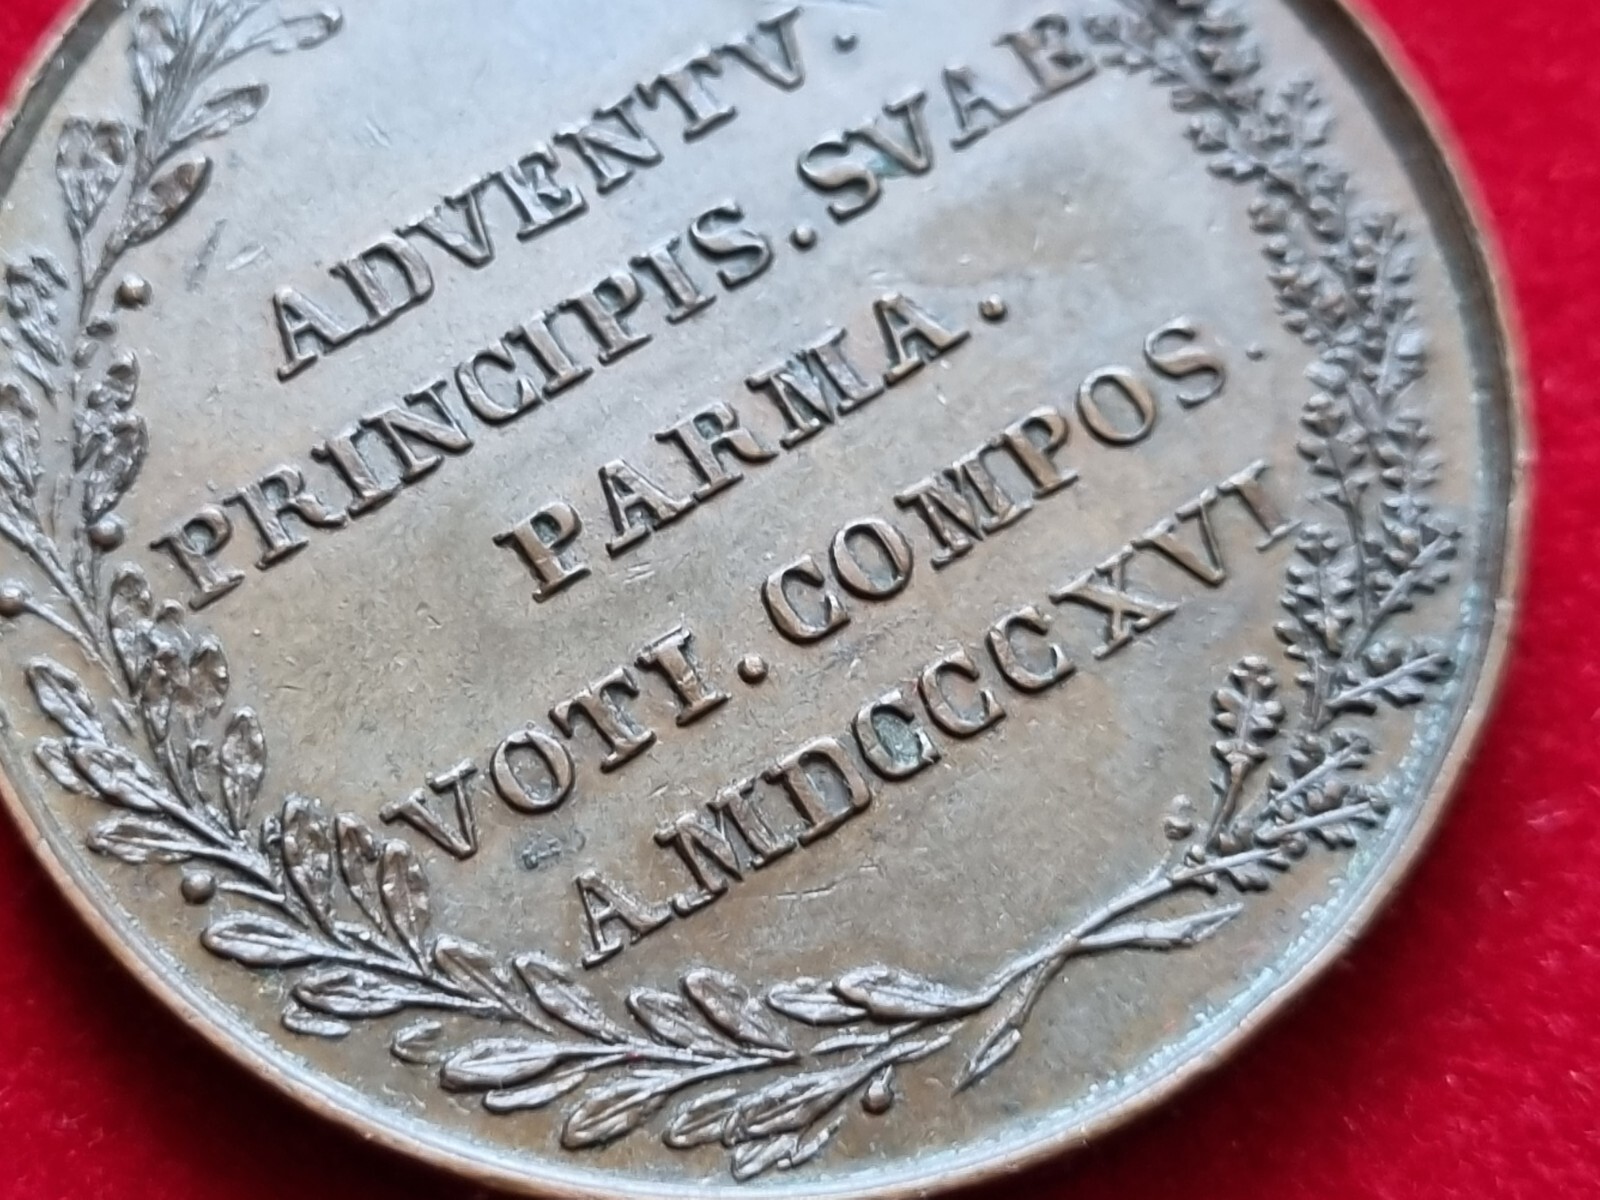 ADVENTV.
PRINCIPIS.SVAE
PARMA.
VOTI.COMPOS.
A.MDCCCXVI